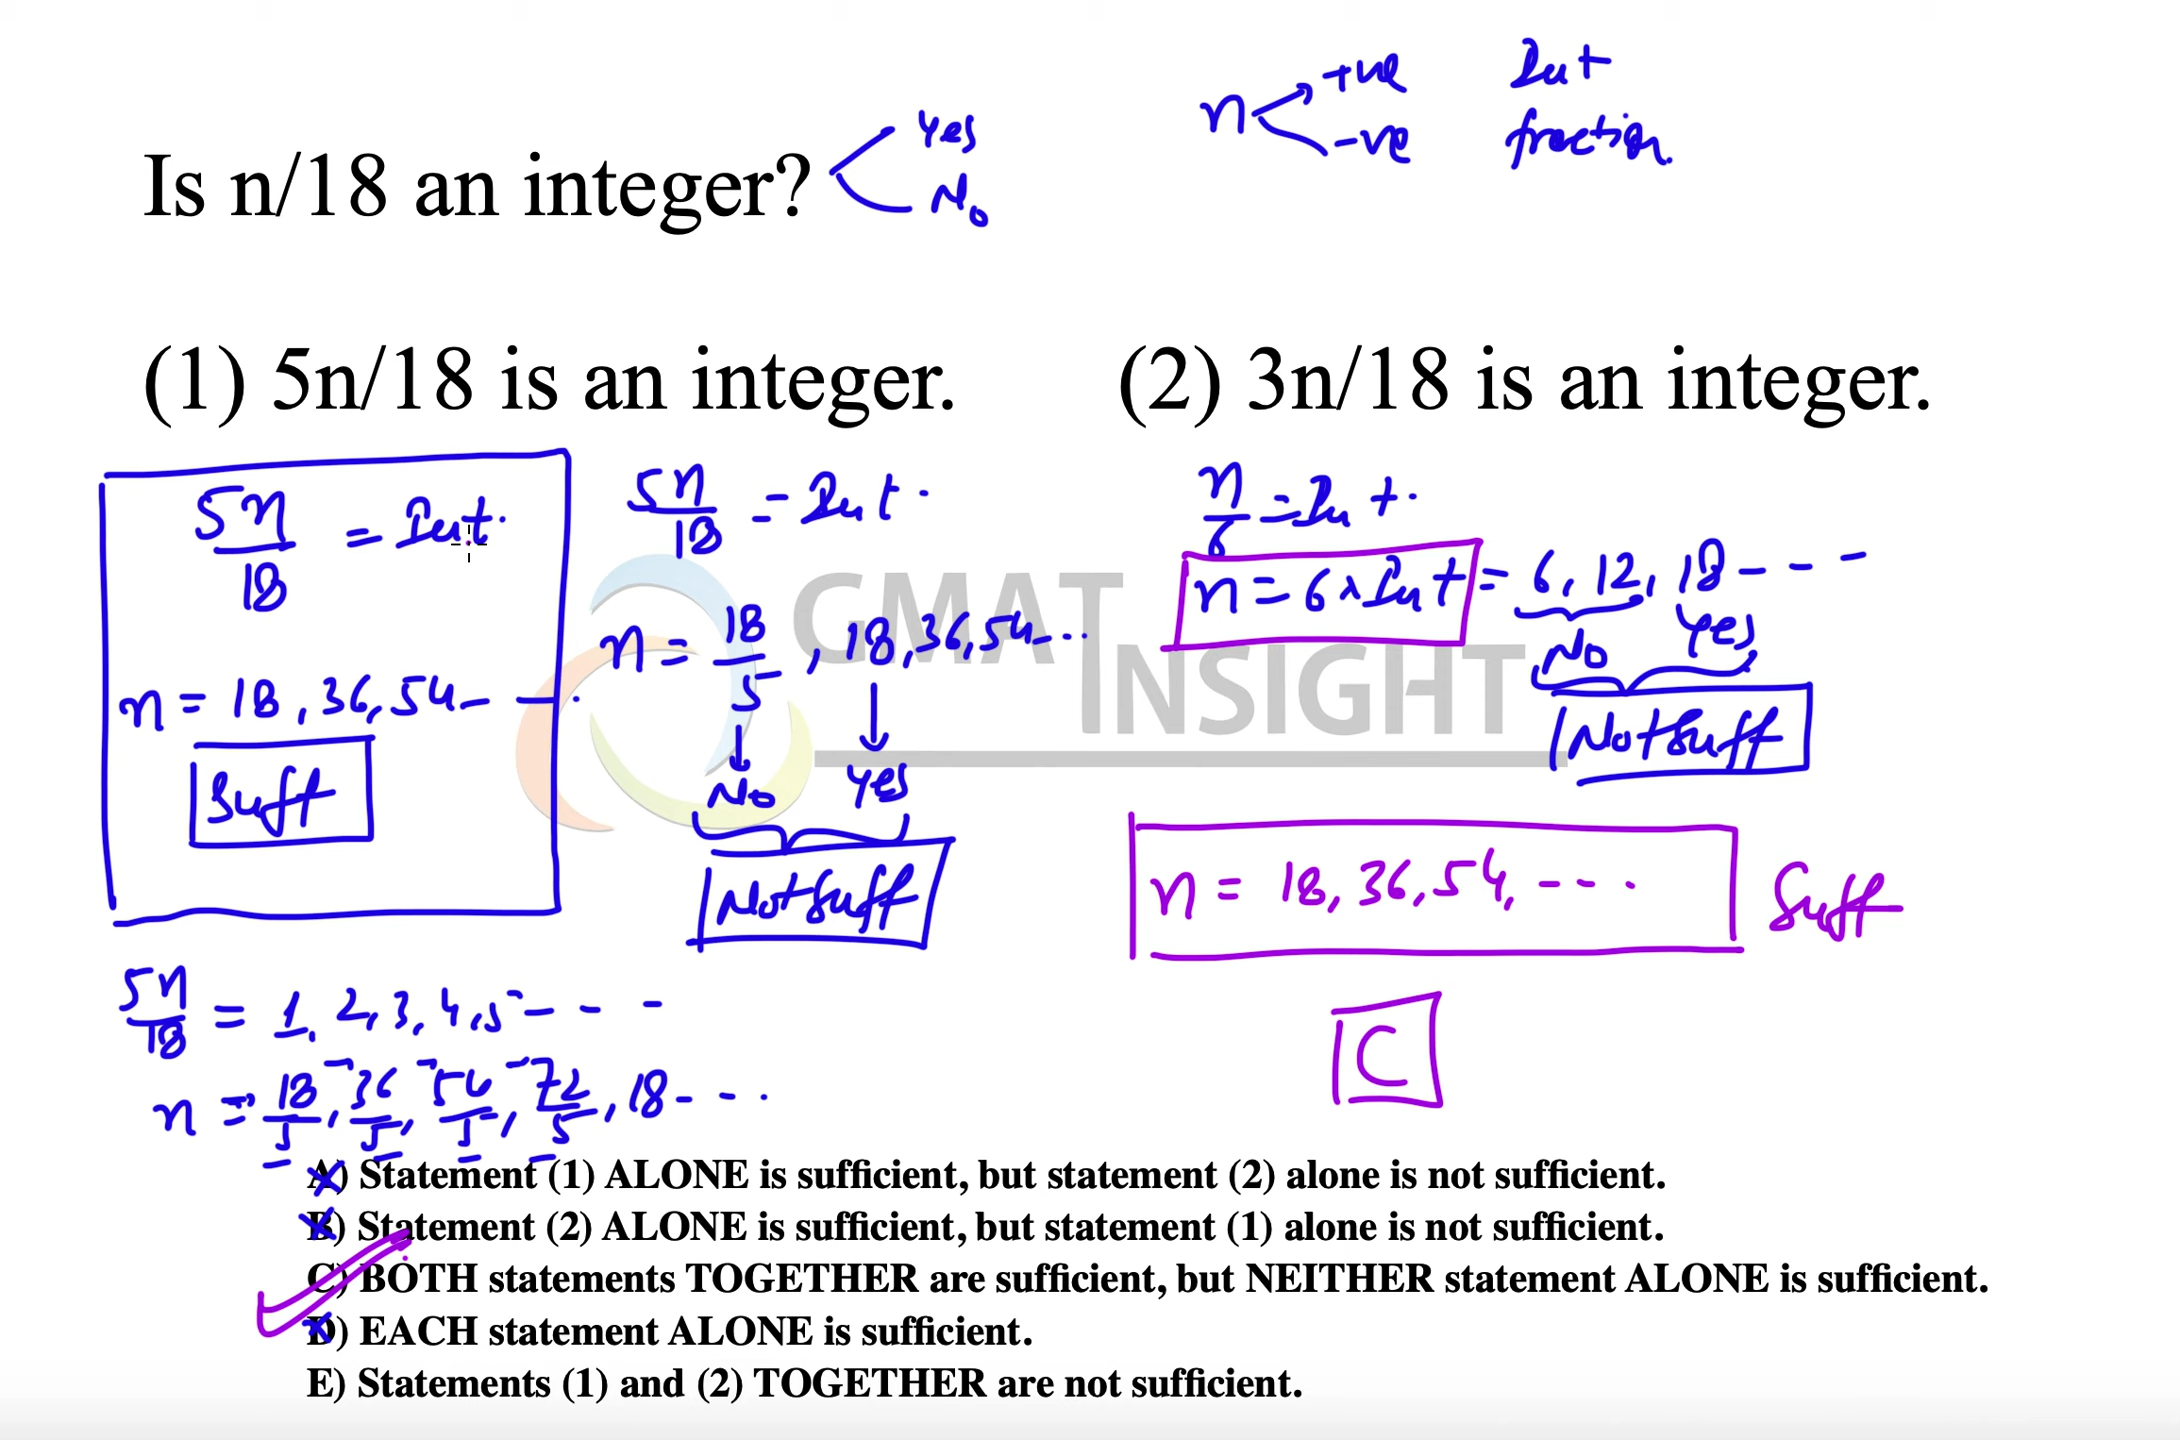 n +ve Int
-ve fraction
Is n/18 an integer? Yes
No
(1) 5n/18 is an integer. (2) 3n/18 is an integer.
5n/18 = Int.
n = 18, 36, 54 - -.
Suff
5n/18 = Int.
n = 18/5, 18, 36, 54 - ..
No Yes
Not Suff
n/6 = Int.
n = 6 x Int = 6, 12, 18 - - -
No Yes
Not Suff
GMAT
INSIGHT
n = 18, 36, 54, - - - . Suff
C
5n/18 = 1, 2, 3, 4, 5 - - -
n = 18/5, 36/5, 54/5, 72/5, 18 - - .
A) Statement (1) ALONE is sufficient, but statement (2) alone is not sufficient.
B) Statement (2) ALONE is sufficient, but statement (1) alone is not sufficient.
C) BOTH statements TOGETHER are sufficient, but NEITHER statement ALONE is sufficient.
D) EACH statement ALONE is sufficient.
E) Statements (1) and (2) TOGETHER are not sufficient.